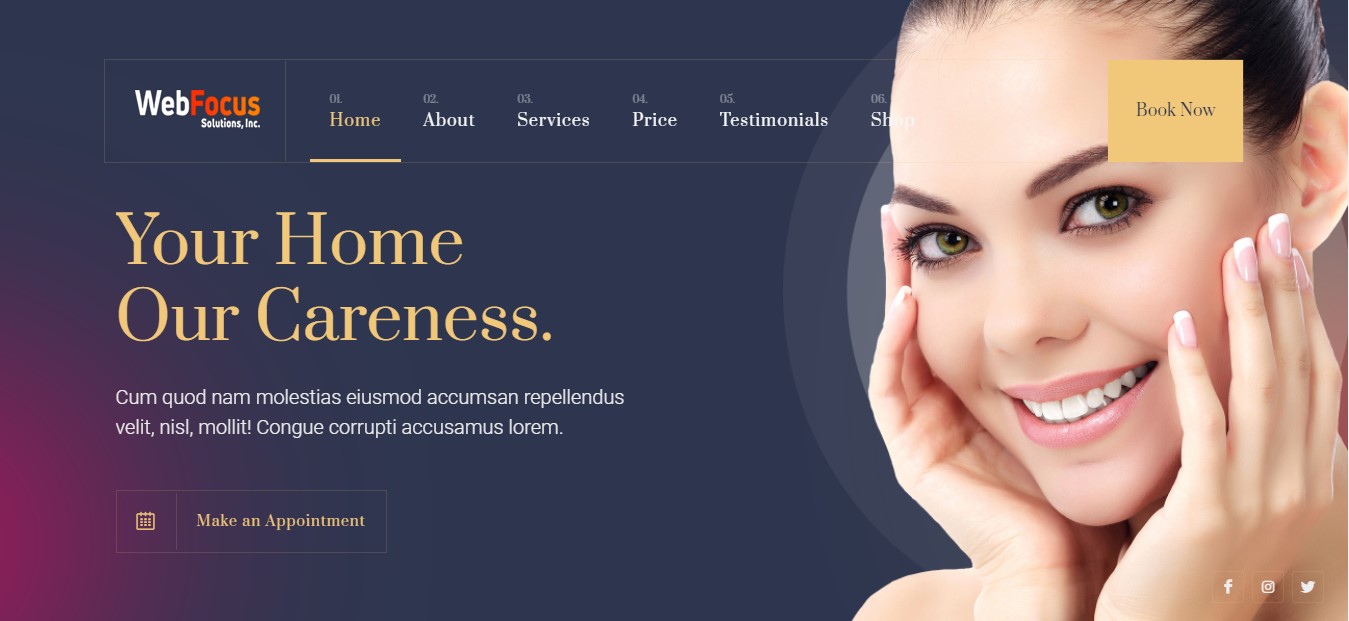 WebFocus
Solutions, Inc.
01. 02. 03. 04. 05. 06.
Home About Services Price Testimonials Shop
Book Now
Your Home
Our Careness.
Cum quod nam molestias eiusmod accumsan repellendus
velit, nisl, mollit! Congue corrupti accusamus lorem.
Make an Appointment